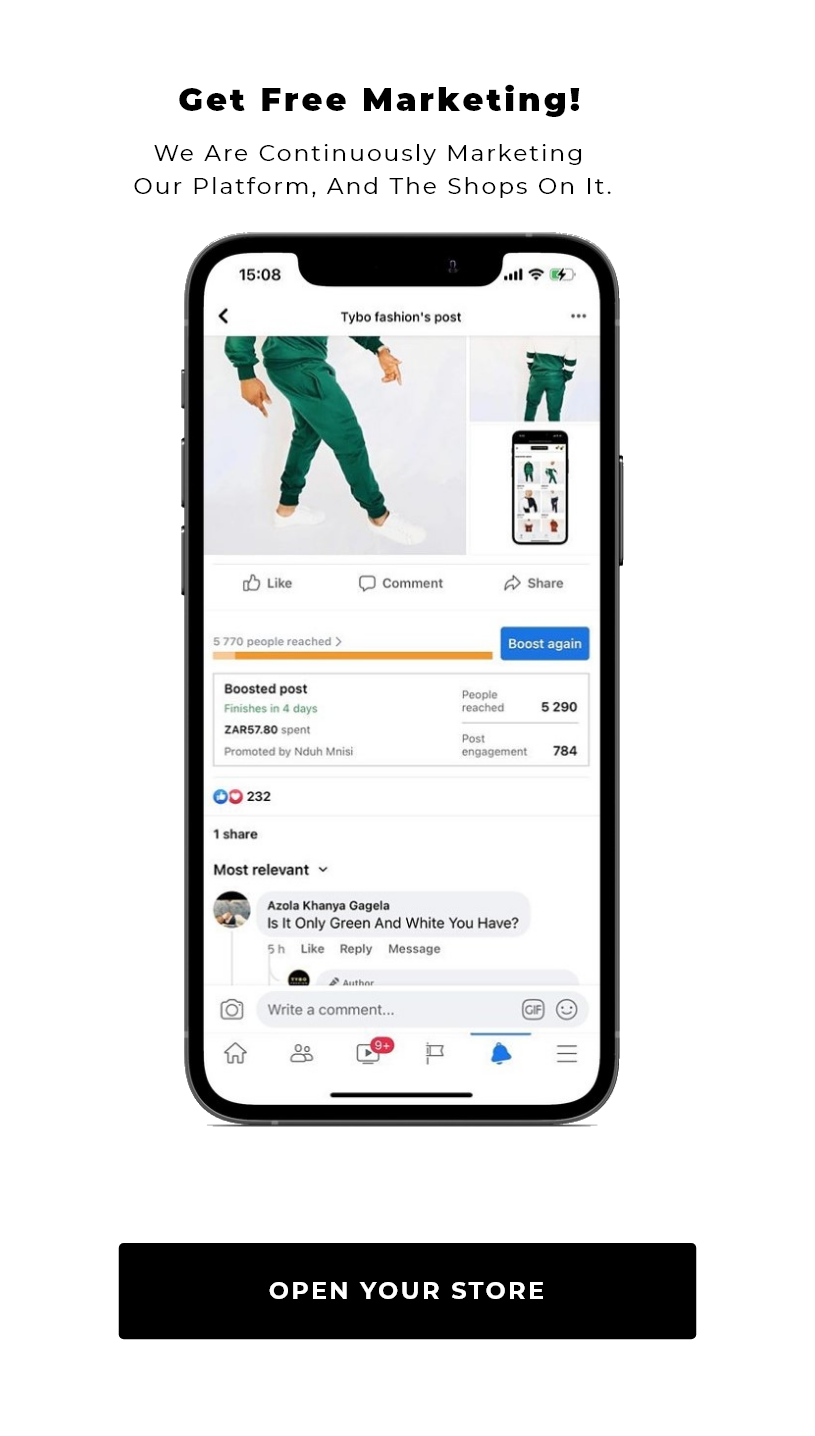 Get Free Marketing!
We Are Continuously Marketing
Our Platform, And The Shops On It.
15:08
Tybo fashion's post
Like Comment Share
5 770 people reached
Boost again
Boosted post
Finishes in 4 days
ZAR57.80 spent
Promoted by Nduh Mnisi
People
reached 5 290
Post
engagement 784
232
1 share
Most relevant
Azola Khanya Gagela
Is It Only Green And White You Have?
5 h Like Reply Message
Author
Write a comment... GIF
9+
OPEN YOUR STORE